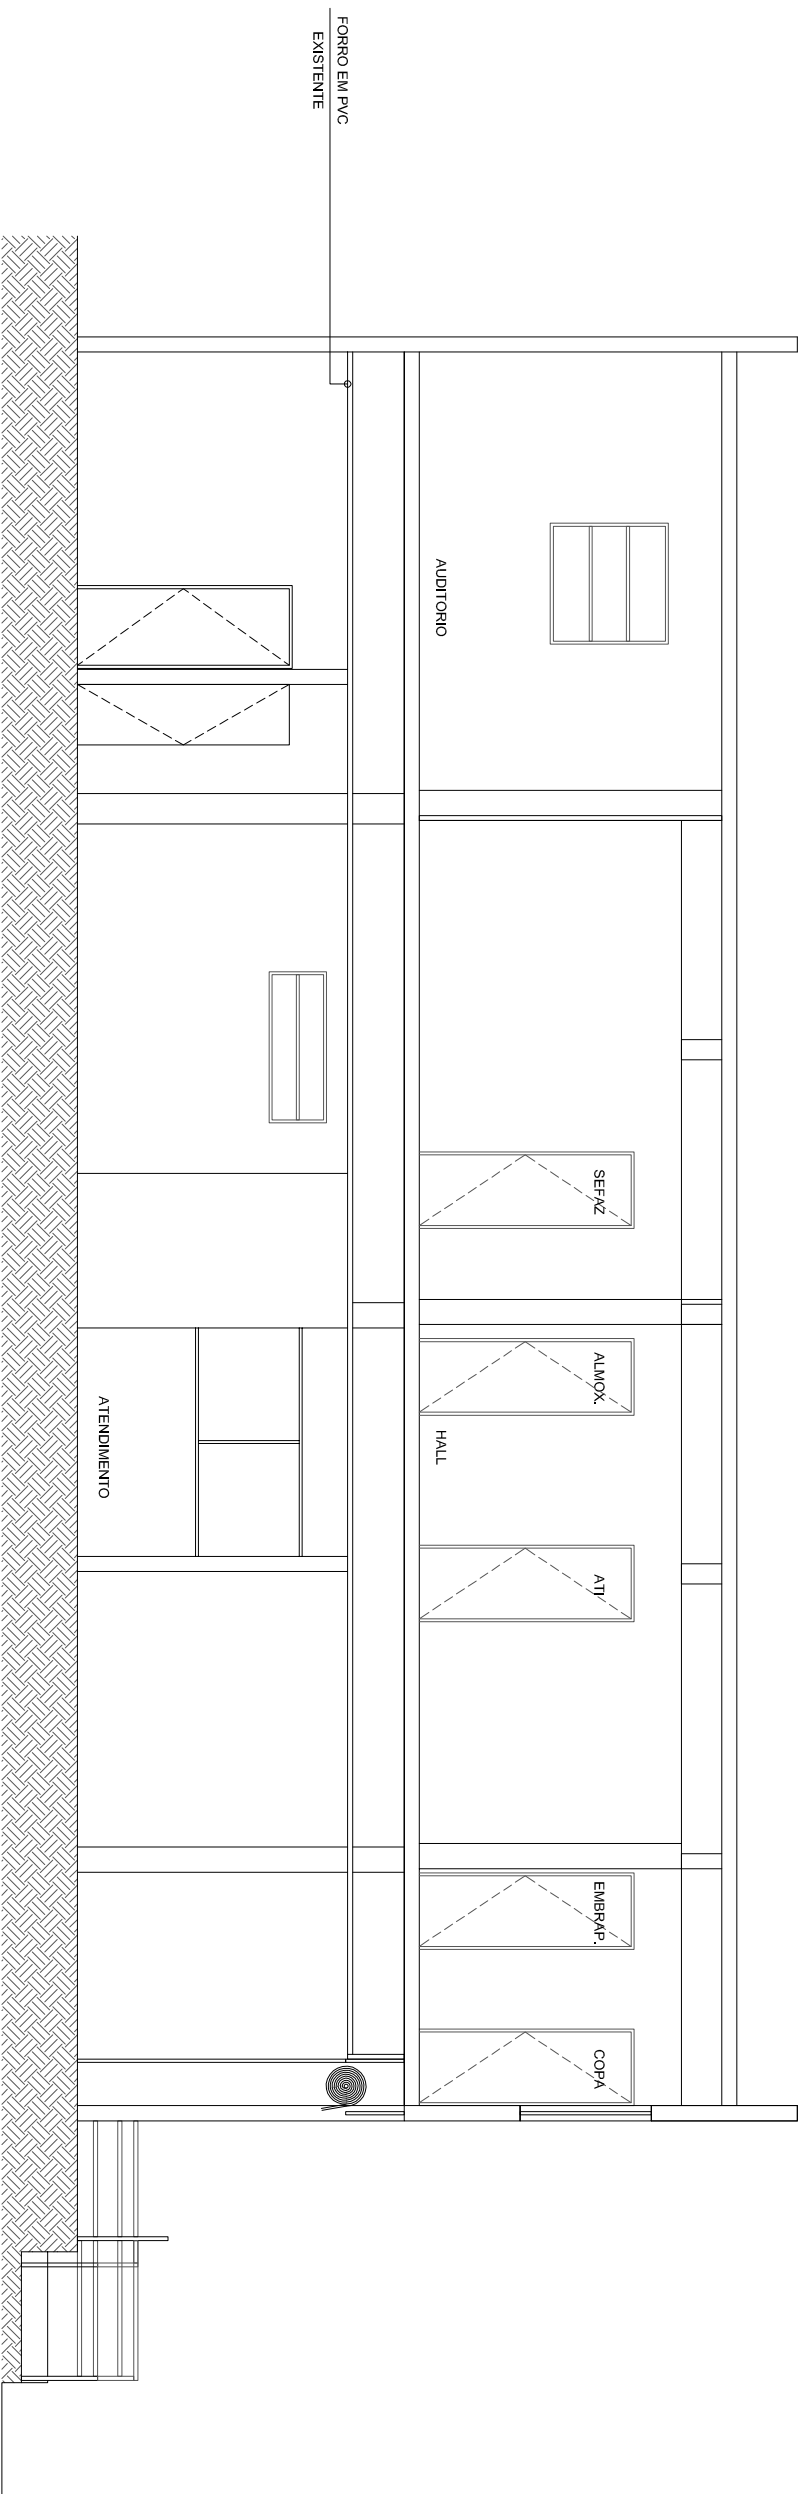 FORRO EM PVC
EXISTENTE
AUDITORIO
SEFAZ
ALMOX.
HALL
ATI
EMBRAP.
COPA
ATENDIMENTO